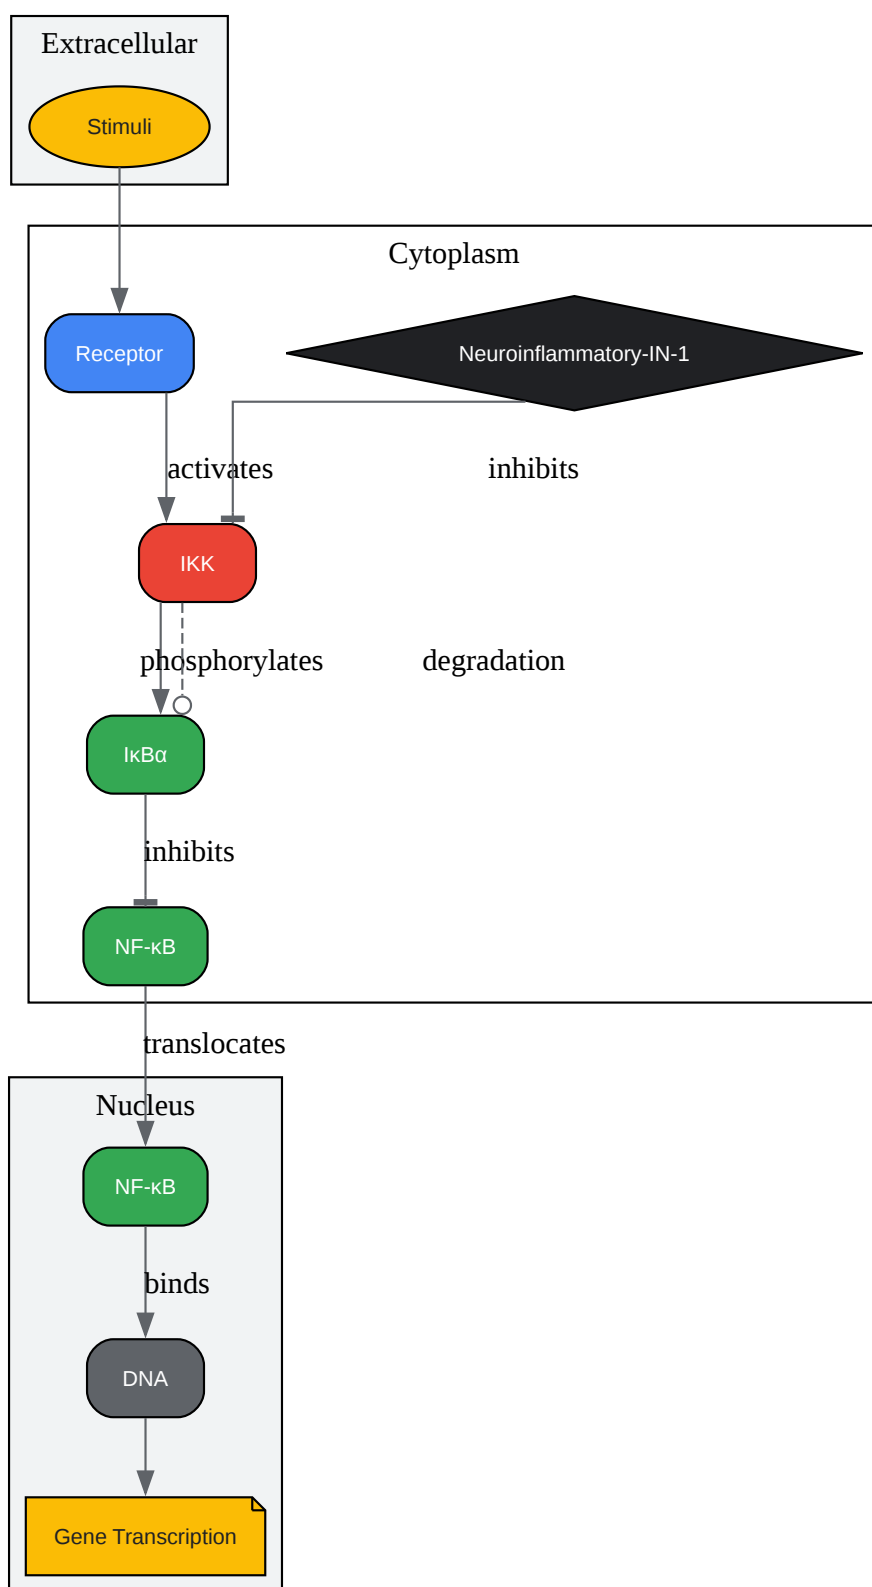 Extracellular
Stimuli
Cytoplasm
Receptor
Neuroinflammatory-IN-1
activates
inhibits
IKK
phosphorylates
degradation
IκBα
inhibits
NF-κB
translocates
Nucleus
NF-κB
binds
DNA
Gene Transcription